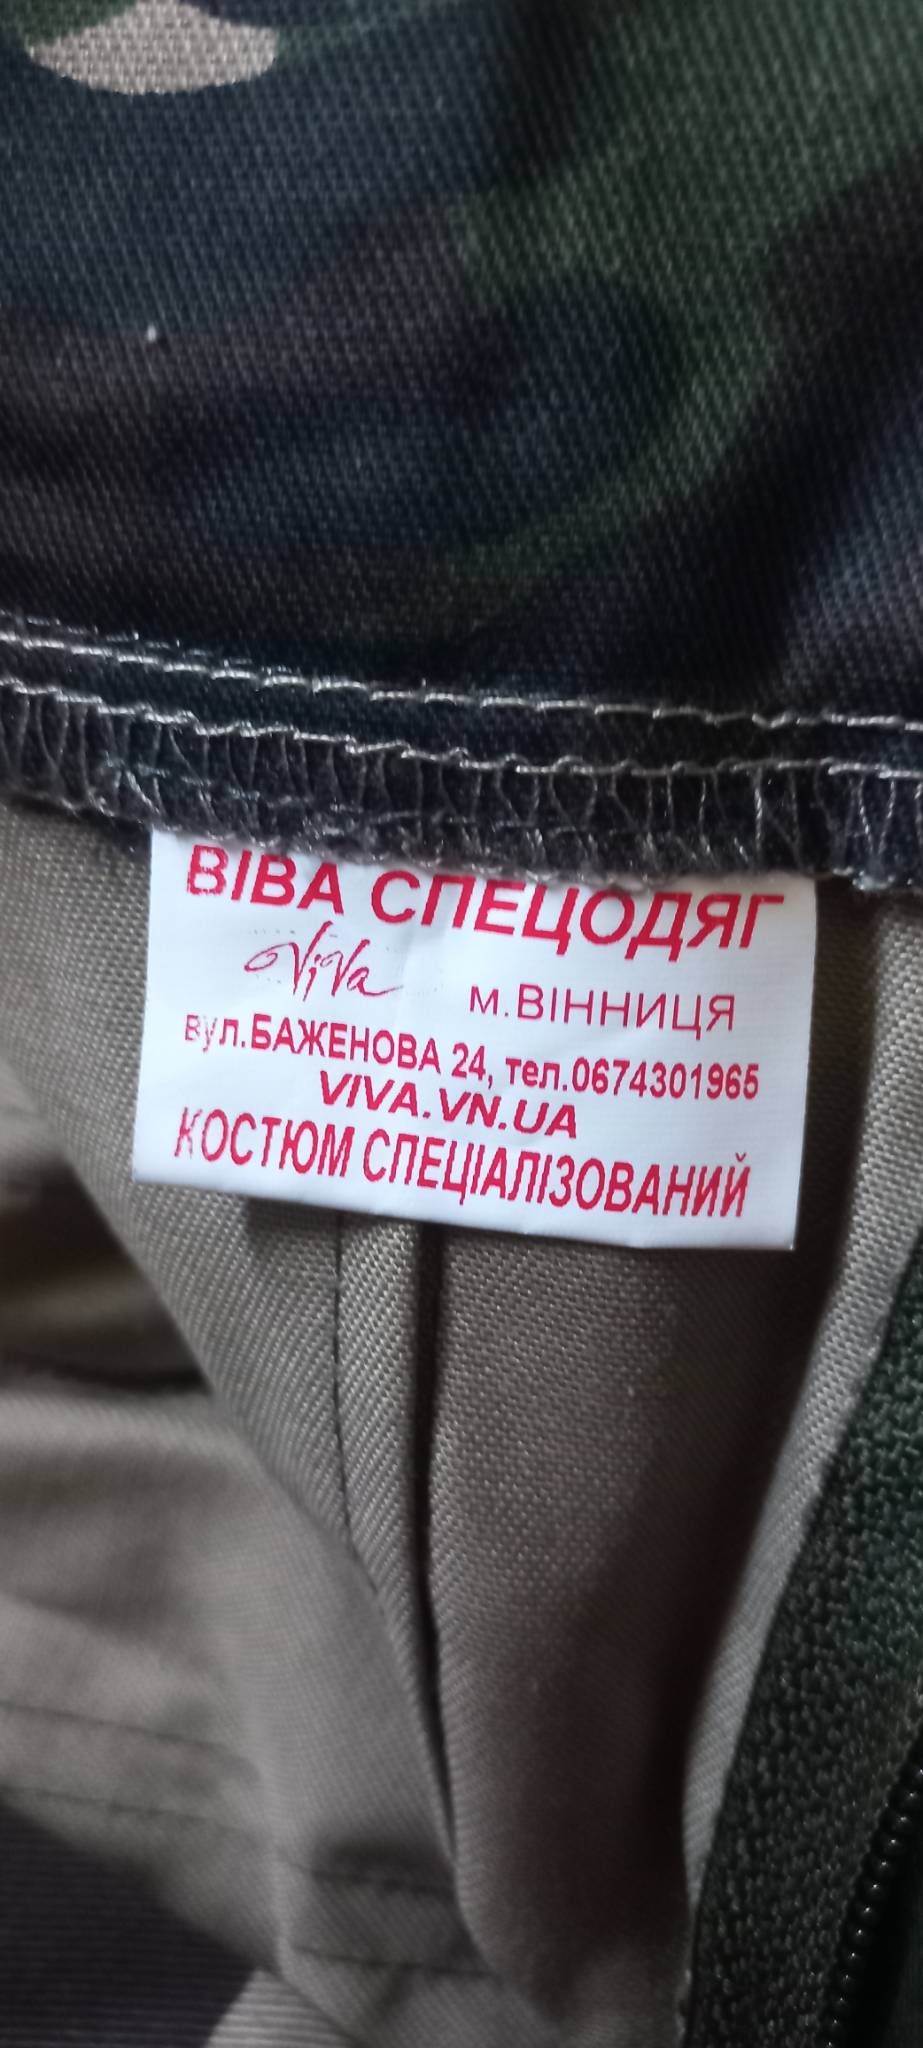 ВІВА СПЕЦОДЯГ
ViVa м.ВІННИЦЯ
вул.БАЖЕНОВА 24, тел.0674301965
VIVA.VN.UA
КОСТЮМ СПЕЦІАЛІЗОВАНИЙ